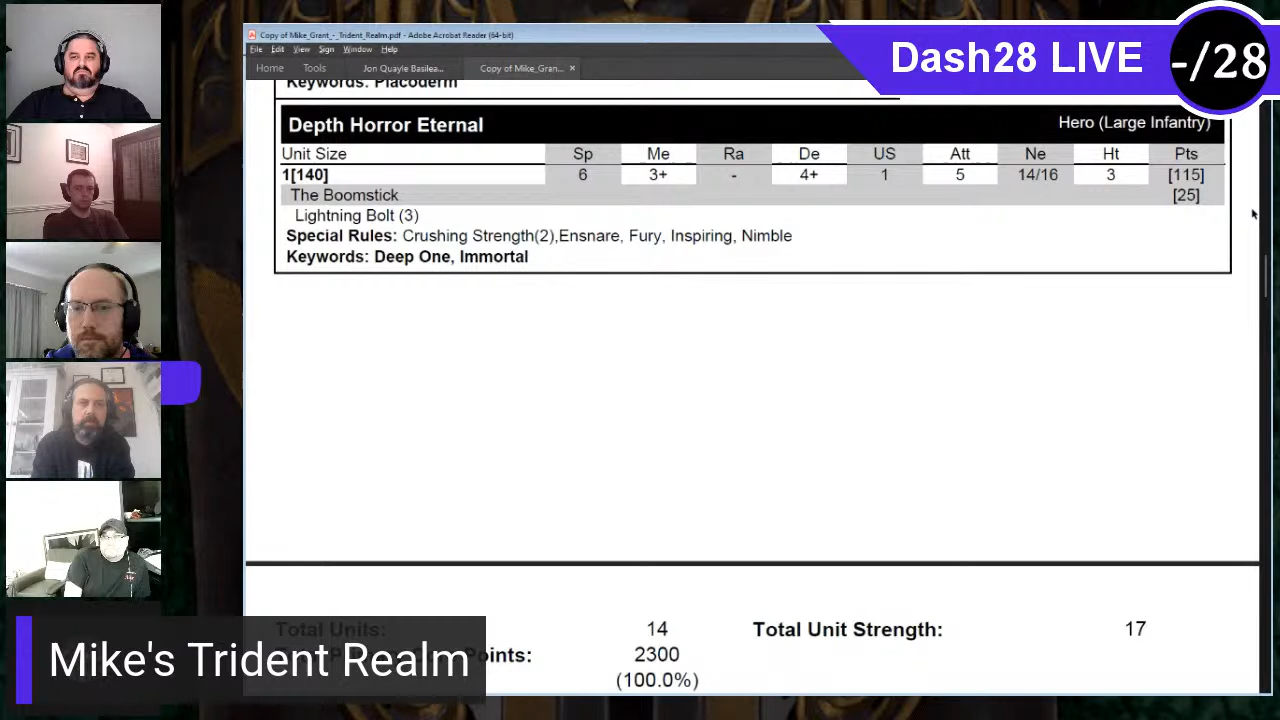 Copy of Mike_Grant_-_Trident_Realm.pdf - Adobe Acrobat Reader (64-bit)
File Edit View Sign Window Help
Home Tools Jon Quayle Basilea... Copy of Mike_Gran... ×
Dash28 LIVE
-/28
Keywords: Placoderm
Depth Horror Eternal Hero (Large Infantry)
Unit Size Sp Me Ra De US Att Ne Ht Pts
1[140] 6 3+ - 4+ 1 5 14/16 3 [115]
The Boomstick [25]
Lightning Bolt (3)
Special Rules: Crushing Strength(2),Ensnare, Fury, Inspiring, Nimble
Keywords: Deep One, Immortal
Total Units: 14 Total Unit Strength: 17
Points: 2300
(100.0%)
Mike's Trident Realm